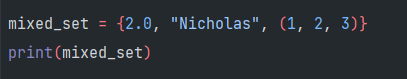 mixed_set = {2.0, "Nicholas", (1, 2, 3)}
print(mixed_set)